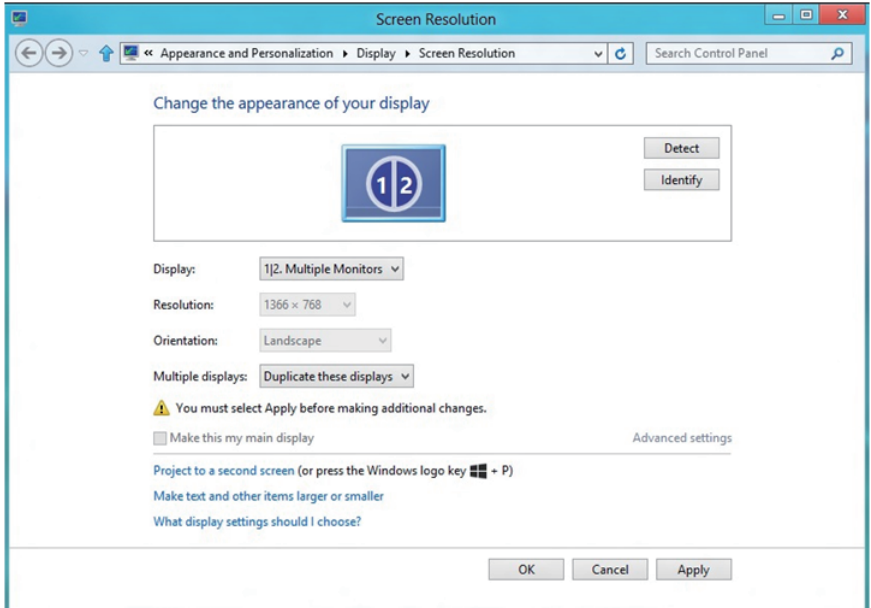 Screen Resolution
« Appearance and Personalization ▸ Display ▸ Screen Resolution
Search Control Panel
Change the appearance of your display
1|2
Detect
Identify
Display: 1|2. Multiple Monitors
Resolution: 1366 × 768
Orientation: Landscape
Multiple displays: Duplicate these displays
You must select Apply before making additional changes.
Make this my main display
Advanced settings
Project to a second screen (or press the Windows logo key + P)
Make text and other items larger or smaller
What display settings should I choose?
OK Cancel Apply